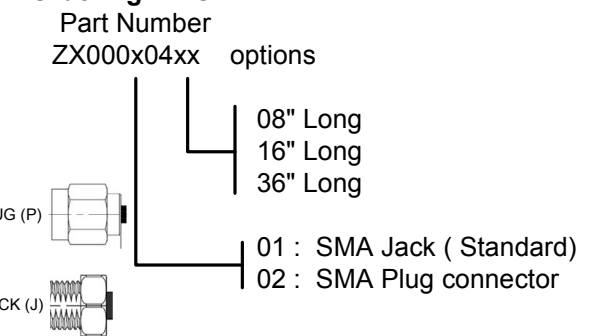 Part Number
ZX000x04xx options
08" Long
16" Long
36" Long
(P)
01 : SMA Jack ( Standard)
02 : SMA Plug connector
(J)